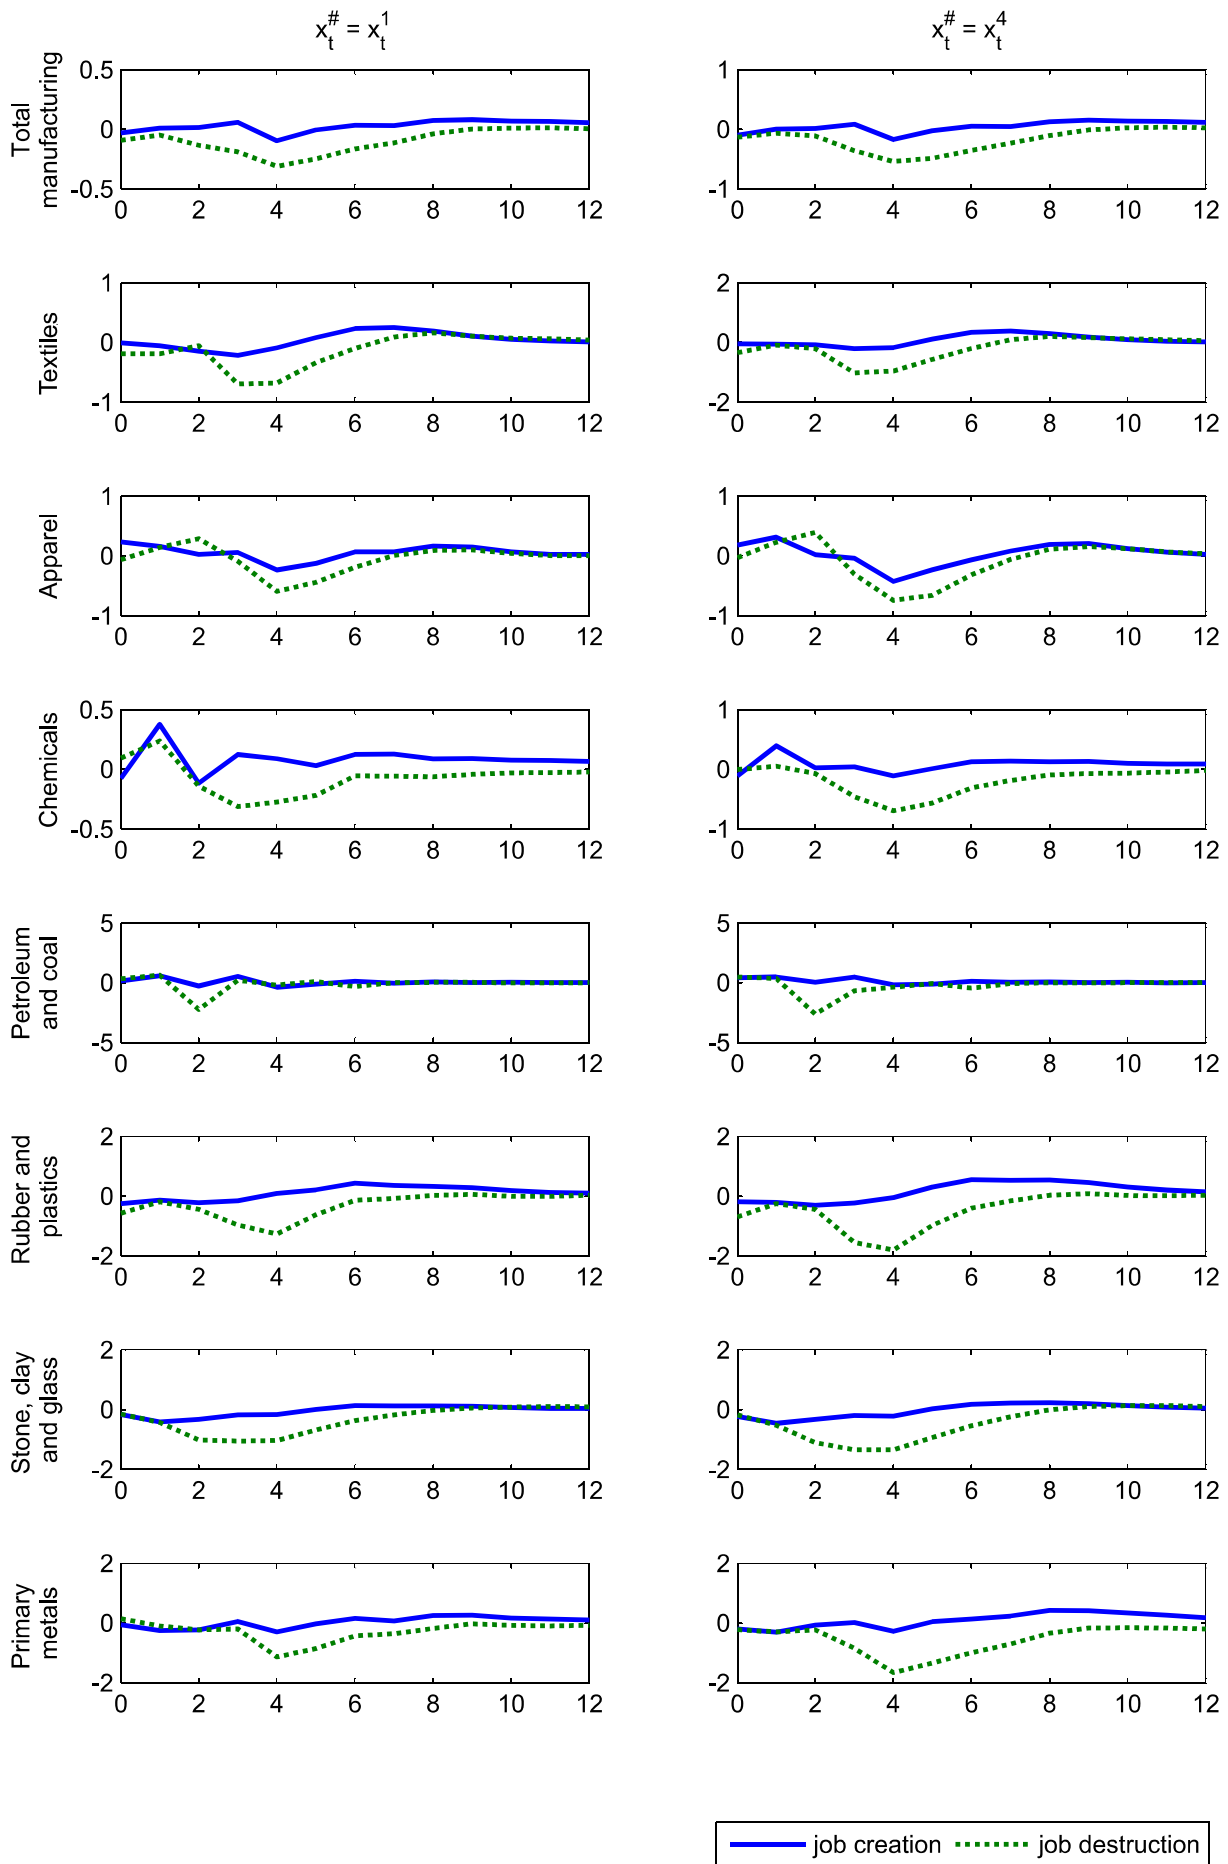 x_t^# = x_t^1
x_t^# = x_t^4
Total
manufacturing
0.5
0
-0.5
0 2 4 6 8 10 12
1
0
-1
0 2 4 6 8 10 12
Textiles
1
0
-1
0 2 4 6 8 10 12
2
0
-2
0 2 4 6 8 10 12
Apparel
1
0
-1
0 2 4 6 8 10 12
1
0
-1
0 2 4 6 8 10 12
Chemicals
0.5
0
-0.5
0 2 4 6 8 10 12
1
0
-1
0 2 4 6 8 10 12
Petroleum
and coal
5
0
-5
0 2 4 6 8 10 12
5
0
-5
0 2 4 6 8 10 12
Rubber and
plastics
2
0
-2
0 2 4 6 8 10 12
2
0
-2
0 2 4 6 8 10 12
Stone, clay
and glass
2
0
-2
0 2 4 6 8 10 12
2
0
-2
0 2 4 6 8 10 12
Primary
metals
2
0
-2
0 2 4 6 8 10 12
2
0
-2
0 2 4 6 8 10 12
job creation job destruction